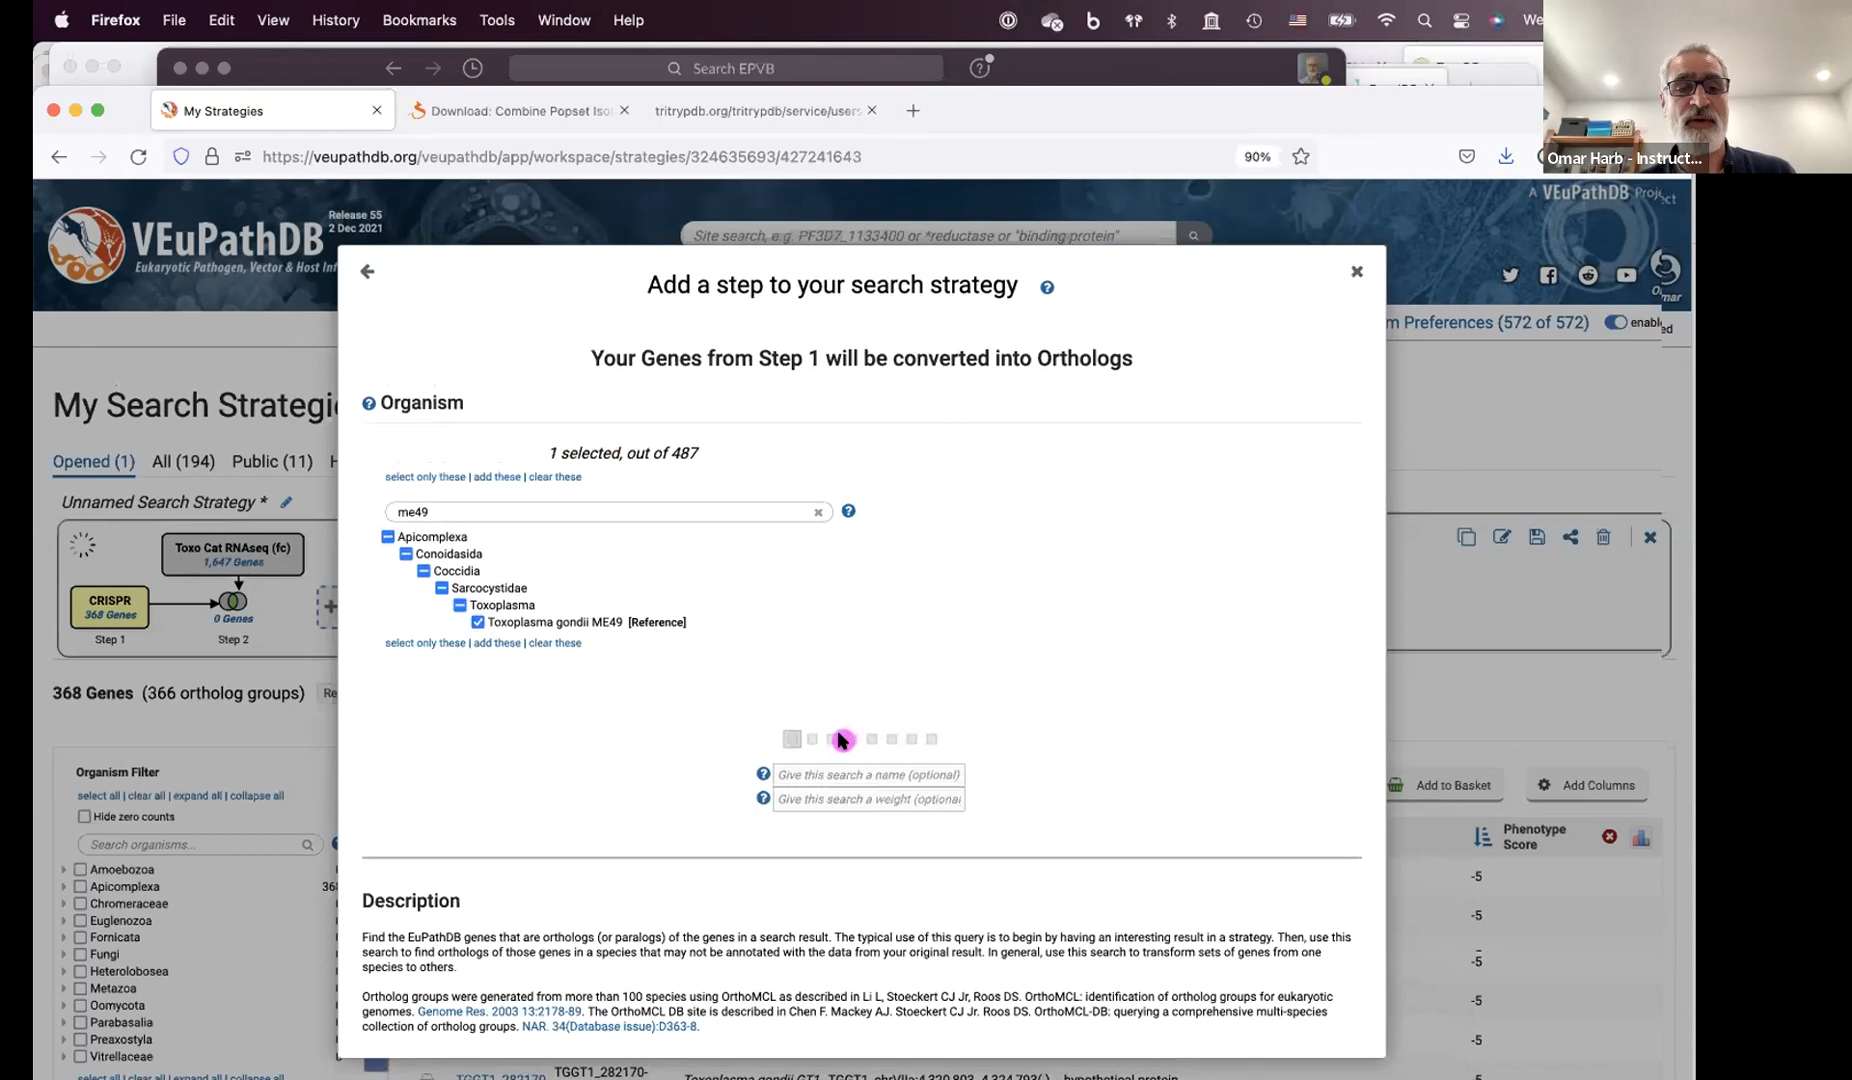 Firefox File Edit View History Bookmarks Tools Window Help
Search EPVB
My Strategies
Download: Combine Popset Isol
tritrypdb.org/tritrypdb/service/users
https://veupathdb.org/veupathdb/app/workspace/strategies/324635693/427241643
90%
Omar Harb - Instruct...
VEuPathDB
Release 55
2 Dec 2021
Eukaryotic Pathogen, Vector & Host Inf
Site search, e.g. PF3D7_1133400 or *reductase or "binding protein"
A VEuPathDB Project
Add a step to your search strategy
m Preferences (572 of 572)
Your Genes from Step 1 will be converted into Orthologs
My Search Strategi
Organism
1 selected, out of 487
Opened (1) All (194) Public (11) H
select only these | add these | clear these
Unnamed Search Strategy *
me49
Apicomplexa
Conoidasida
Coccidia
Sarcocystidae
Toxoplasma
Toxoplasma gondii ME49 [Reference]
select only these | add these | clear these
Toxo Cat RNAseq (fc)
1,647 Genes
CRISPR
368 Genes
0 Genes
Step 1
Step 2
368 Genes (366 ortholog groups)
Give this search a name (optional)
Give this search a weight (optional
Organism Filter
select all | clear all | expand all | collapse all
Hide zero counts
Search organisms...
Amoebozoa
Apicomplexa
Chromeraceae
Euglenozoa
Fornicata
Fungi
Heterolobosea
Metazoa
Oomycota
Parabasalia
Preaxostyla
Vitrellaceae
select all | clear all | expand all | collapse all
Add to Basket
Add Columns
Phenotype
Score
-5
-5
-5
-5
-5
Description
Find the EuPathDB genes that are orthologs (or paralogs) of the genes in a search result. The typical use of this query is to begin by having an interesting result in a strategy. Then, use this
search to find orthologs of those genes in a species that may not be annotated with the data from your original result. In general, use this search to transform sets of genes from one
species to others.
Ortholog groups were generated from more than 100 species using OrthoMCL as described in Li L, Stoeckert CJ Jr, Roos DS. OrthoMCL: identification of ortholog groups for eukaryotic
genomes. Genome Res. 2003 13:2178-89. The OrthoMCL DB site is described in Chen F. Mackey AJ. Stoeckert CJ Jr. Roos DS. OrthoMCL-DB: querying a comprehensive multi-species
collection of ortholog groups. NAR. 34(Database issue):D363-8.
TGGT1_282170
TGGT1_282170-